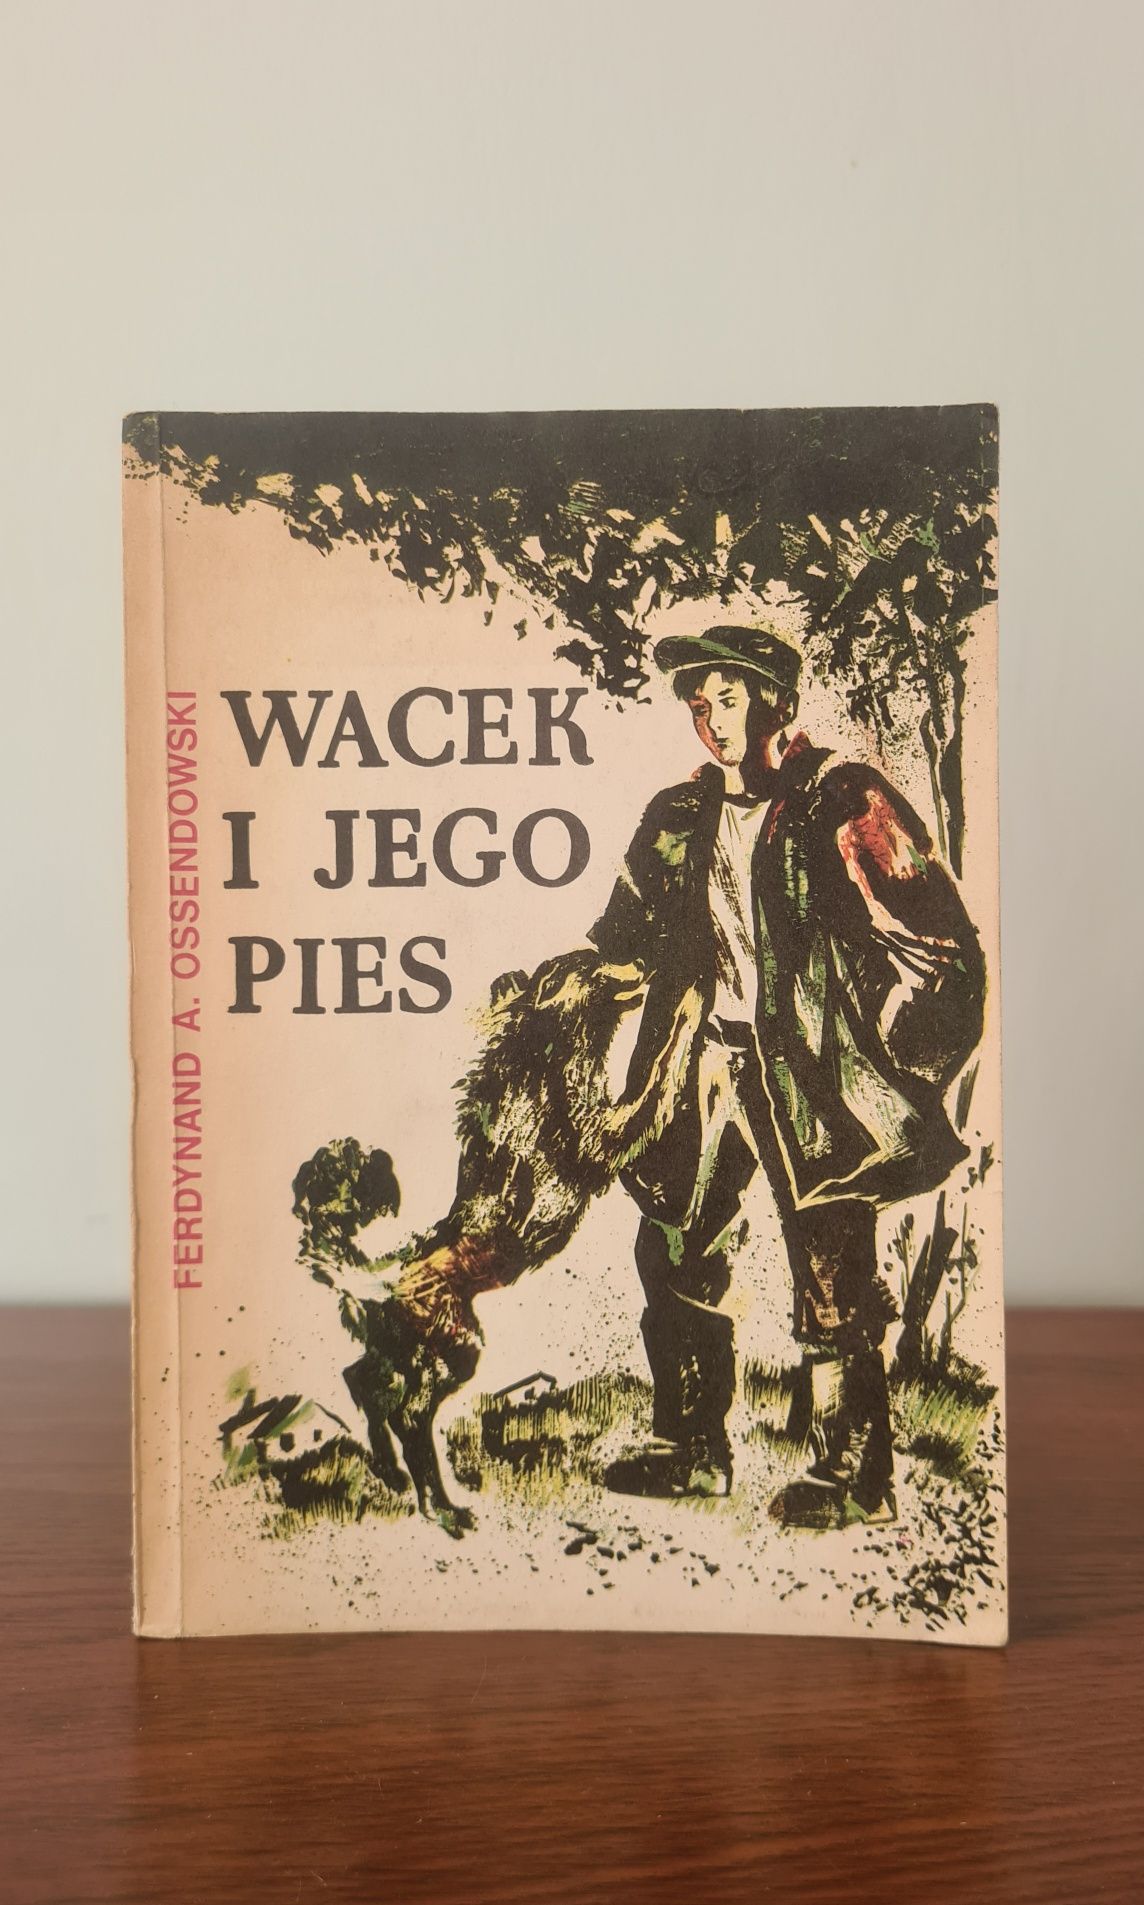 FERDYNAND A. OSSENDOWSKI
WACEK
I JEGO
PIES